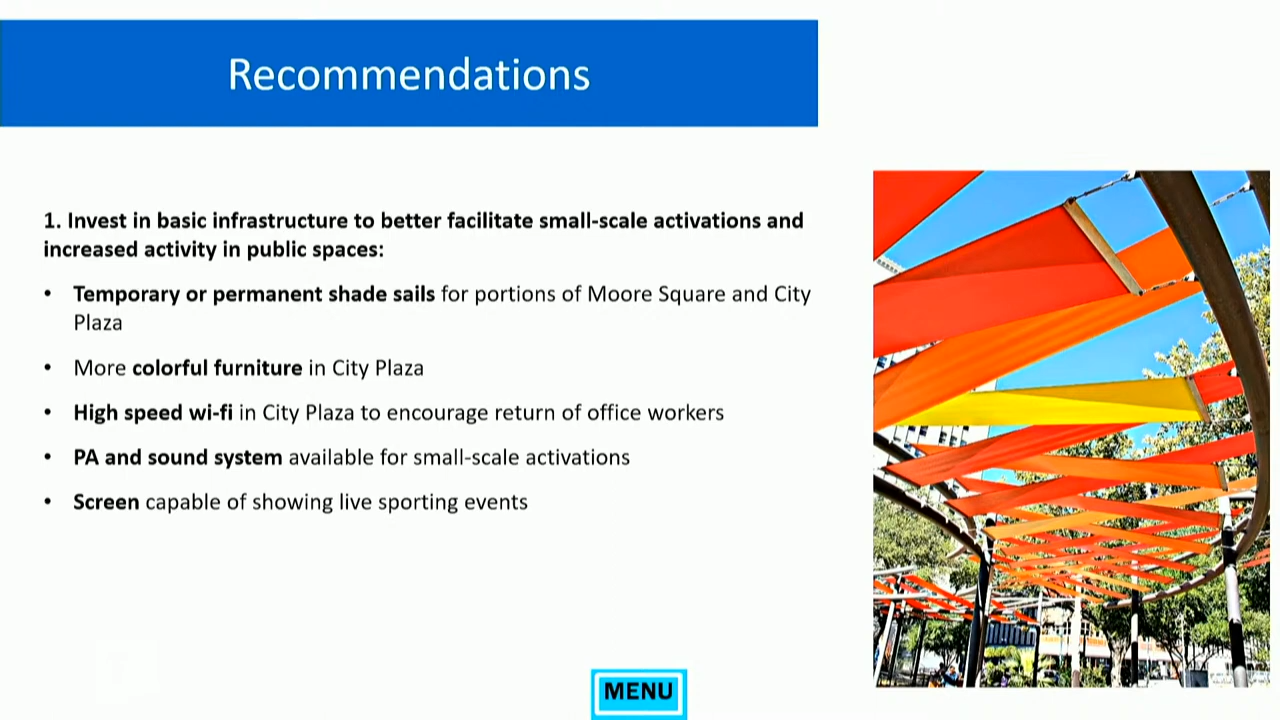 Recommendations
1. Invest in basic infrastructure to better facilitate small-scale activations and
increased activity in public spaces:
• Temporary or permanent shade sails for portions of Moore Square and City
Plaza
• More colorful furniture in City Plaza
• High speed wi-fi in City Plaza to encourage return of office workers
• PA and sound system available for small-scale activations
• Screen capable of showing live sporting events
MENU